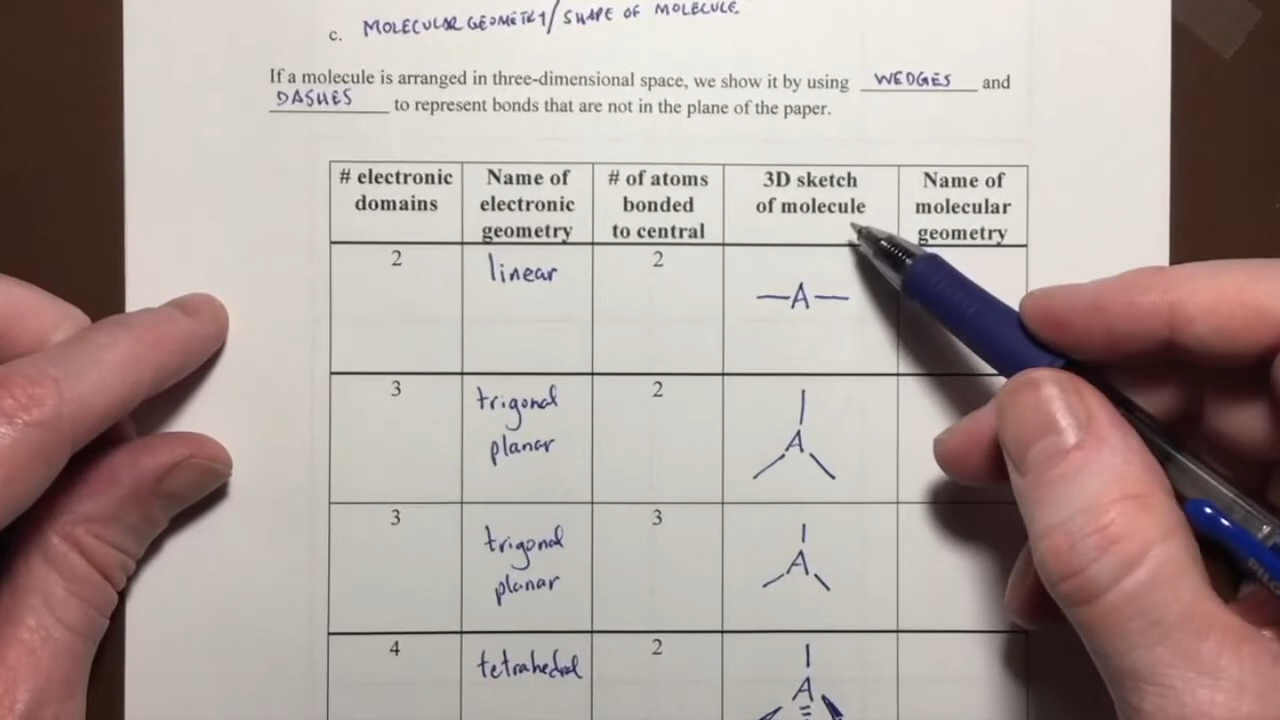 c. MOLECULAR GEOMETRY/SHAPE OF MOLECULE
If a molecule is arranged in three-dimensional space, we show it by using WEDGES and
DASHES to represent bonds that are not in the plane of the paper.
# electronic domains
Name of electronic geometry
# of atoms bonded to central
3D sketch of molecule
Name of molecular geometry
2 linear 2 A
3 trigonal planar 2 A
3 trigonal planar 3 A
4 tetrahedral 2 A